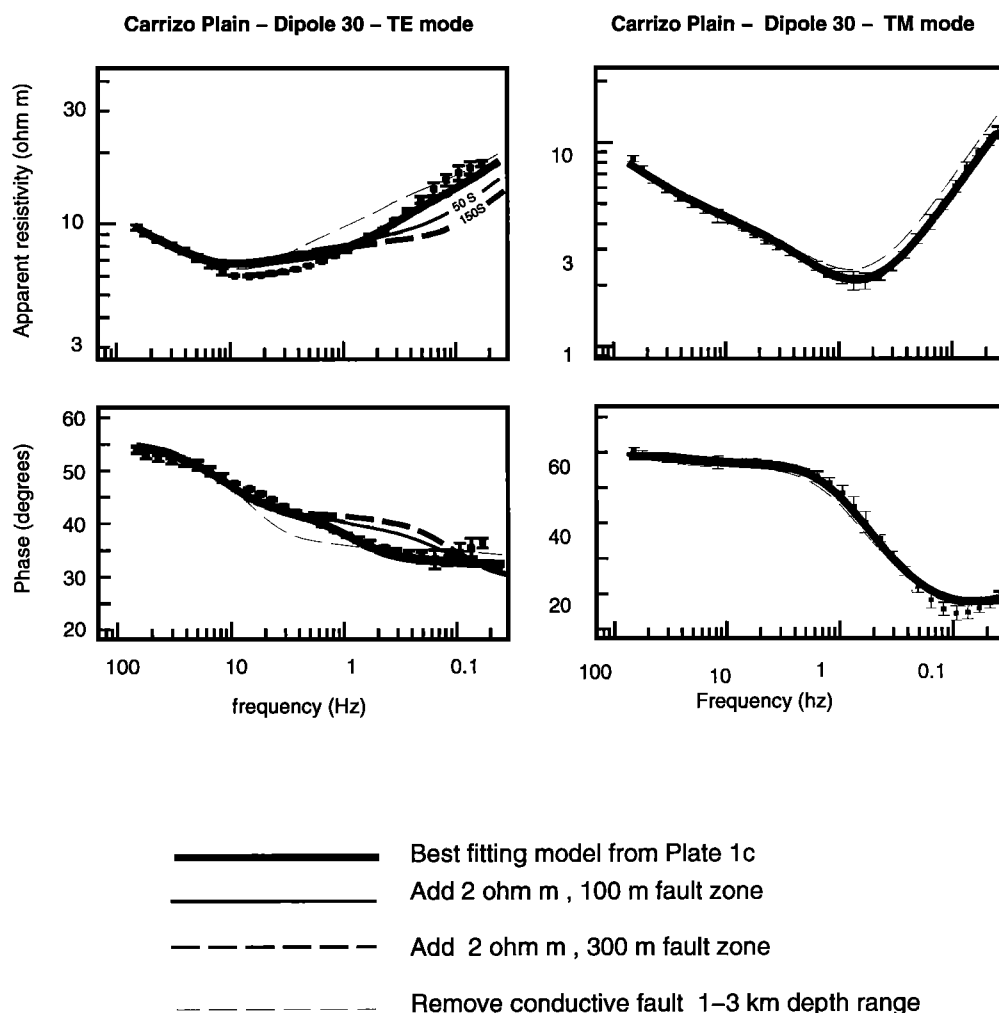 Carrizo Plain – Dipole 30 – TE mode
Carrizo Plain – Dipole 30 – TM mode
Apparent resistivity (ohm m)
30
10
3
50 S
150S
10
3
1
Phase (degrees)
60
50
40
30
20
60
40
20
100 10 1 0.1
frequency (Hz)
100 10 1 0.1
Frequency (hz)
Best fitting model from Plate 1c
Add 2 ohm m , 100 m fault zone
Add 2 ohm m , 300 m fault zone
Remove conductive fault 1–3 km depth range